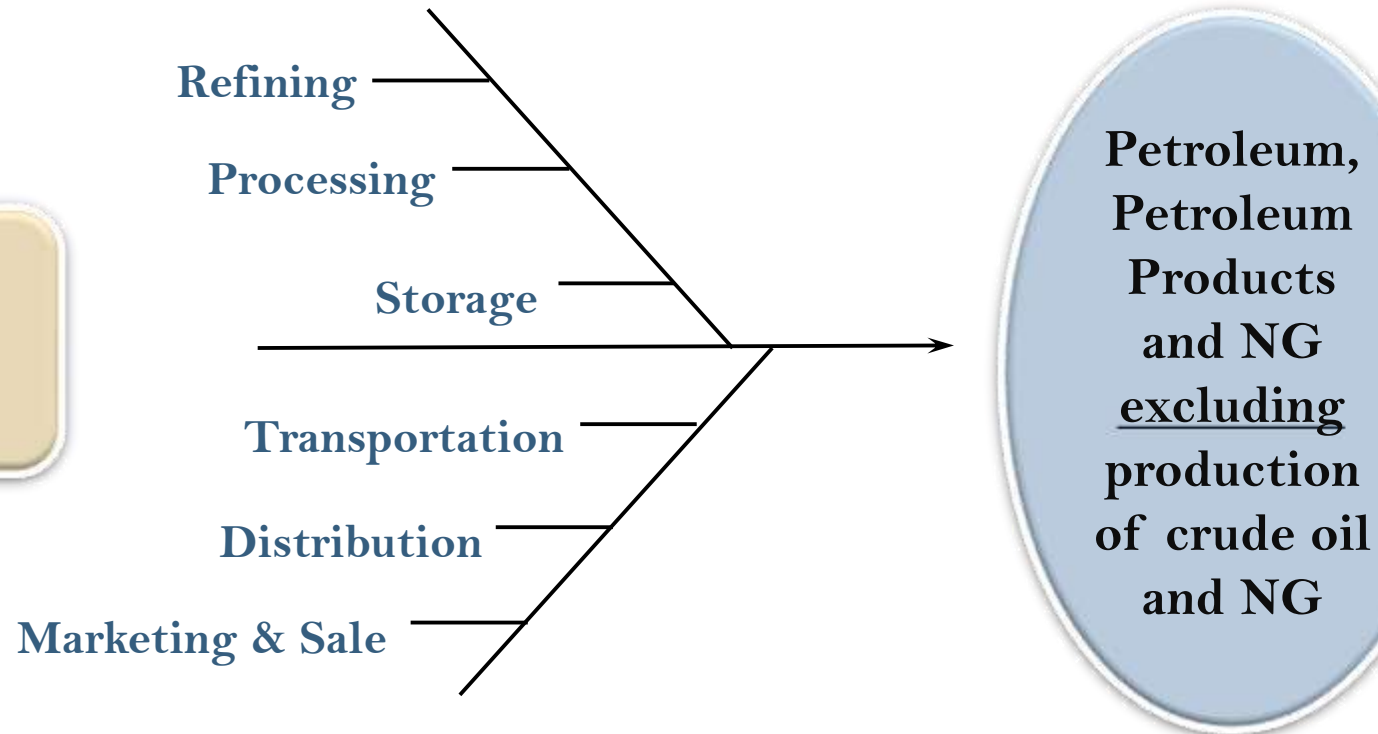 Refining
Processing
Storage
Transportation
Distribution
Marketing & Sale
Petroleum,
Petroleum
Products
and NG
excluding
production
of crude oil
and NG